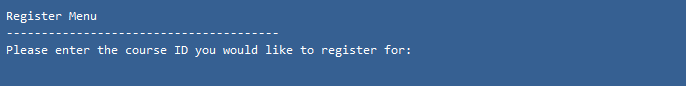 Register Menu
---------------------------------------
Please enter the course ID you would like to register for: